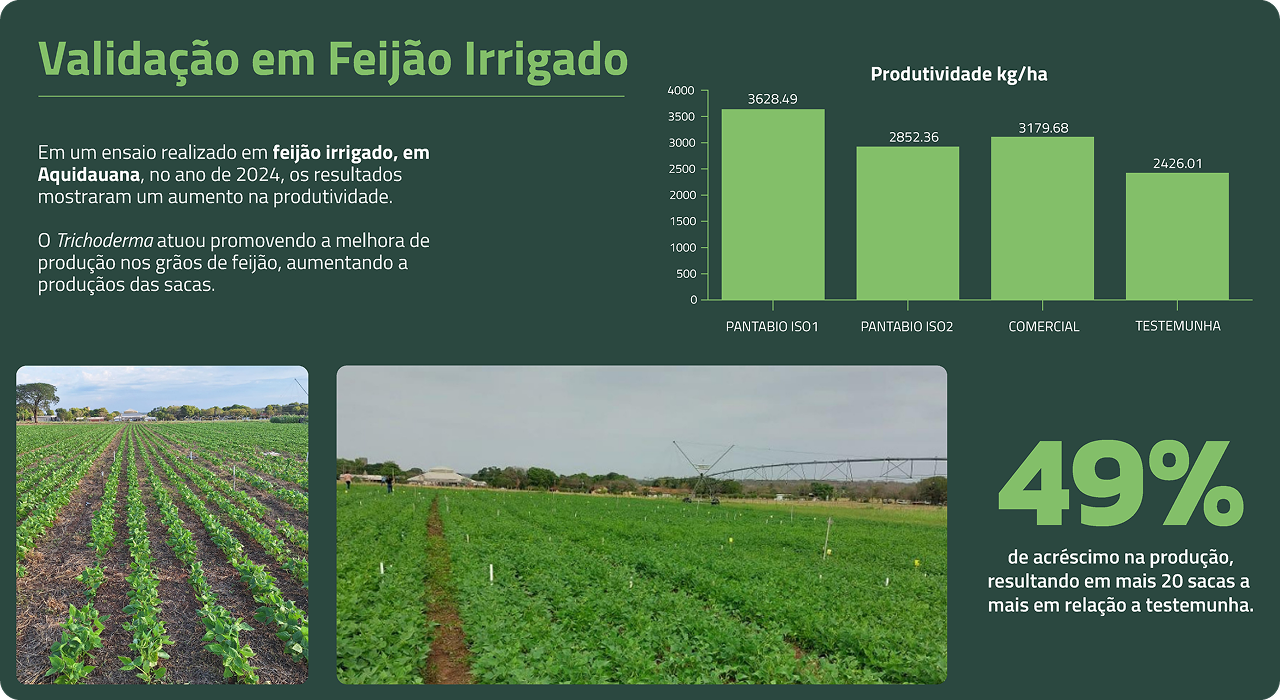 Validação em Feijão Irrigado
Em um ensaio realizado em feijão irrigado, em
Aquidauana, no ano de 2024, os resultados
mostraram um aumento na produtividade.
O Trichoderma atuou promovendo a melhora de
produção nos grãos de feijão, aumentando a
produçãos das sacas.
Produtividade kg/ha
4000
3500
3000
2500
2000
1500
1000
500
0
3628.49
2852.36
3179.68
2426.01
PANTABIO ISO1
PANTABIO ISO2
COMERCIAL
TESTEMUNHA
49%
de acréscimo na produção,
resultando em mais 20 sacas a
mais em relação a testemunha.